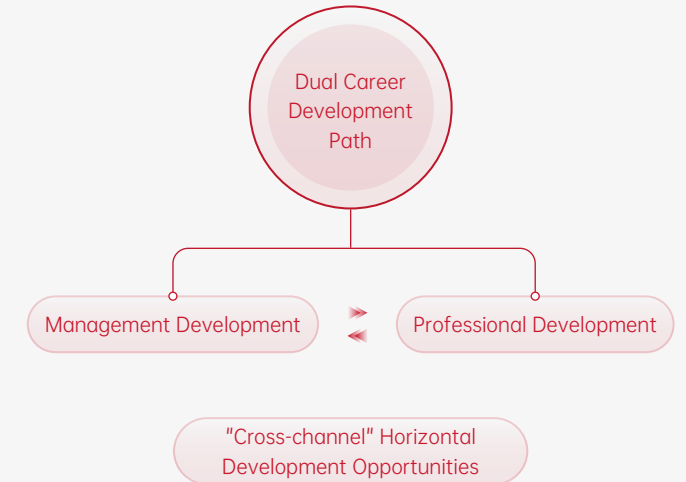 Dual Career
Development
Path
Management Development
Professional Development
"Cross-channel" Horizontal
Development Opportunities